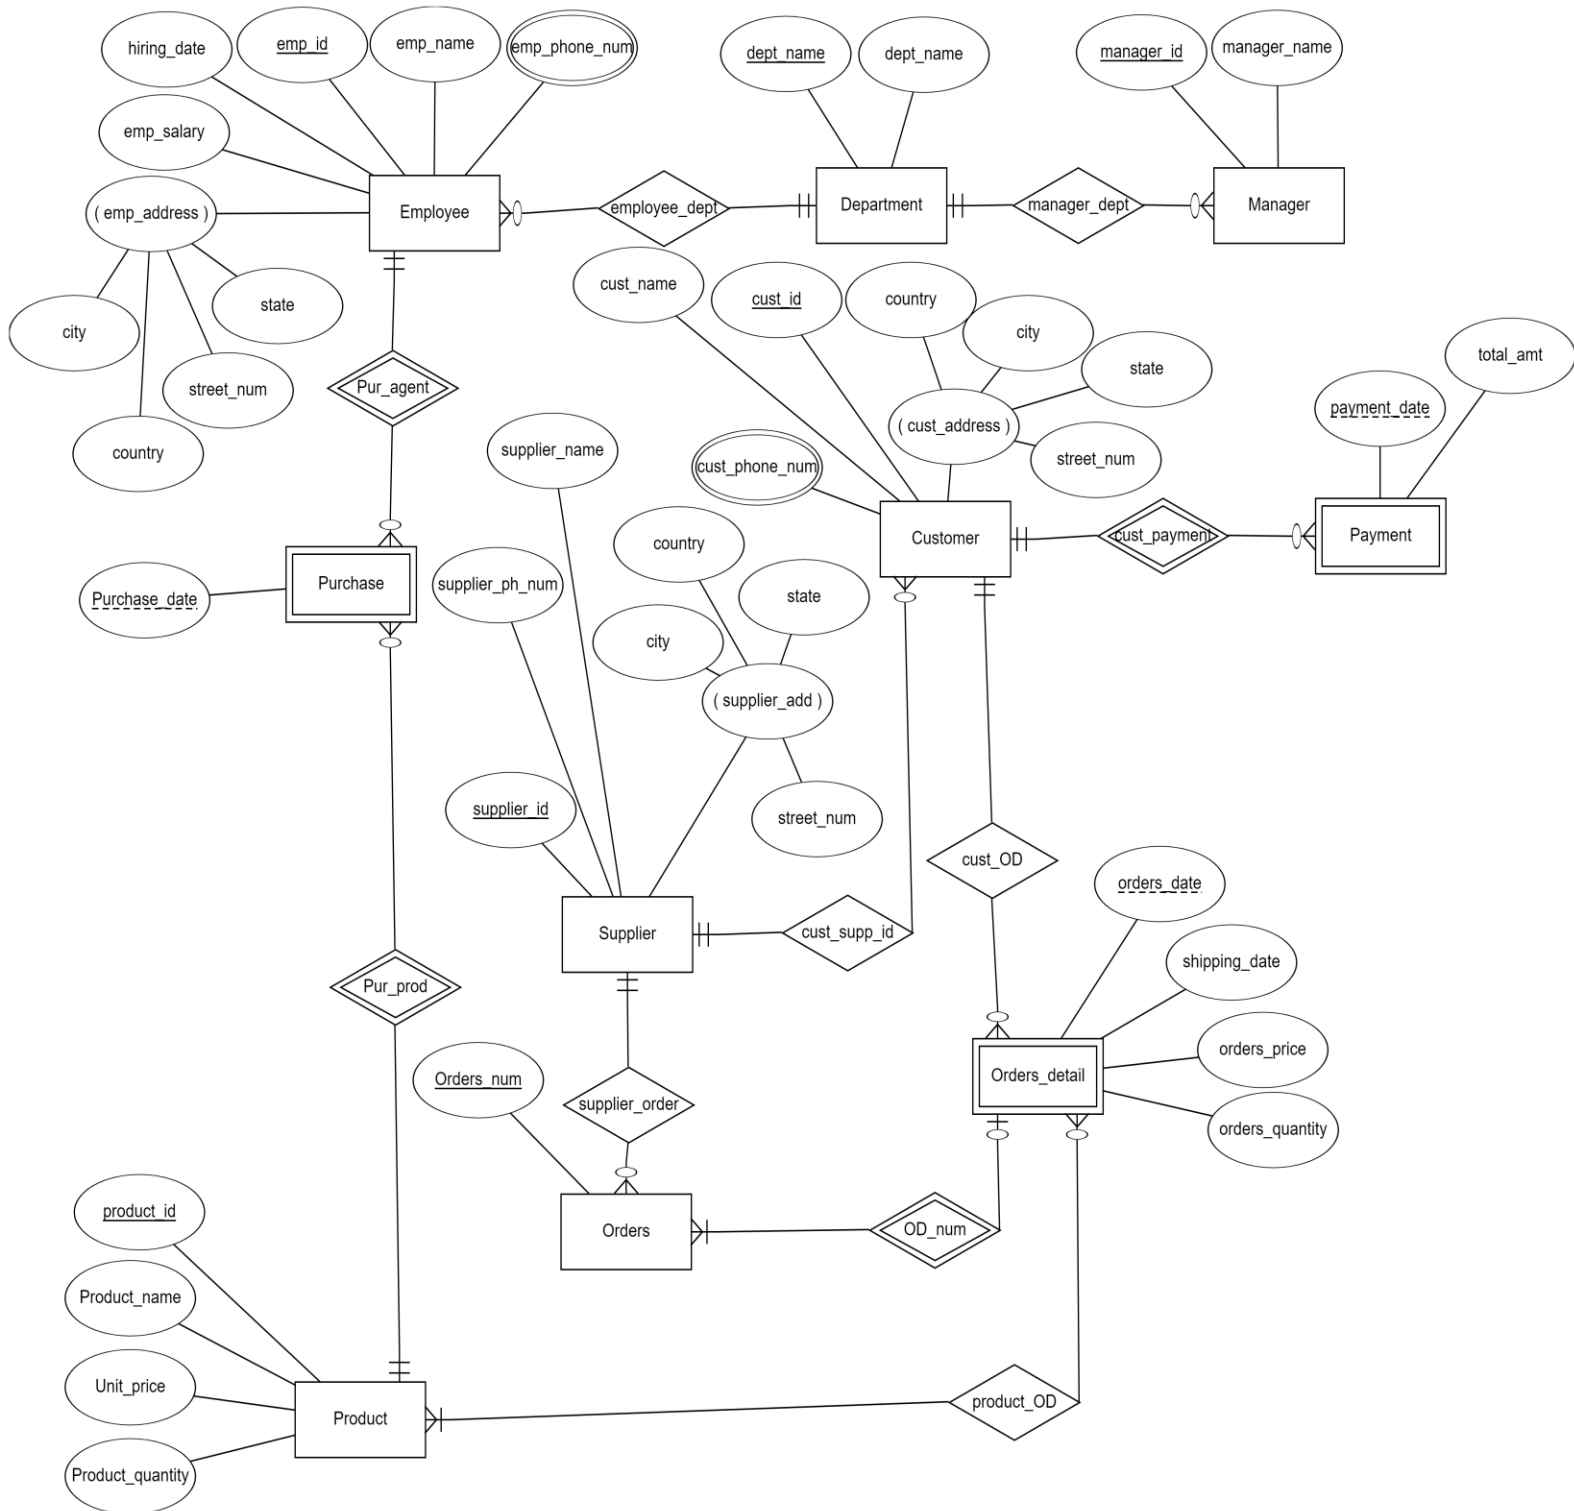 hiring_date
emp_id
emp_name
emp_phone_num
dept_name
dept_name
manager_id
manager_name
emp_salary
( emp_address )
Employee
employee_dept
Department
manager_dept
Manager
city
state
street_num
country
cust_name
cust_id
country
city
state
street_num
( cust_address )
cust_phone_num
total_amt
payment_date
Pur_agent
supplier_name
Customer
cust_payment
Payment
Purchase_date
Purchase
supplier_ph_num
country
state
city
( supplier_add )
street_num
supplier_id
cust_OD
orders_date
Supplier
cust_supp_id
shipping_date
Pur_prod
orders_price
Orders_num
supplier_order
Orders_detail
orders_quantity
product_id
Orders
OD_num
Product_name
Unit_price
Product
product_OD
Product_quantity